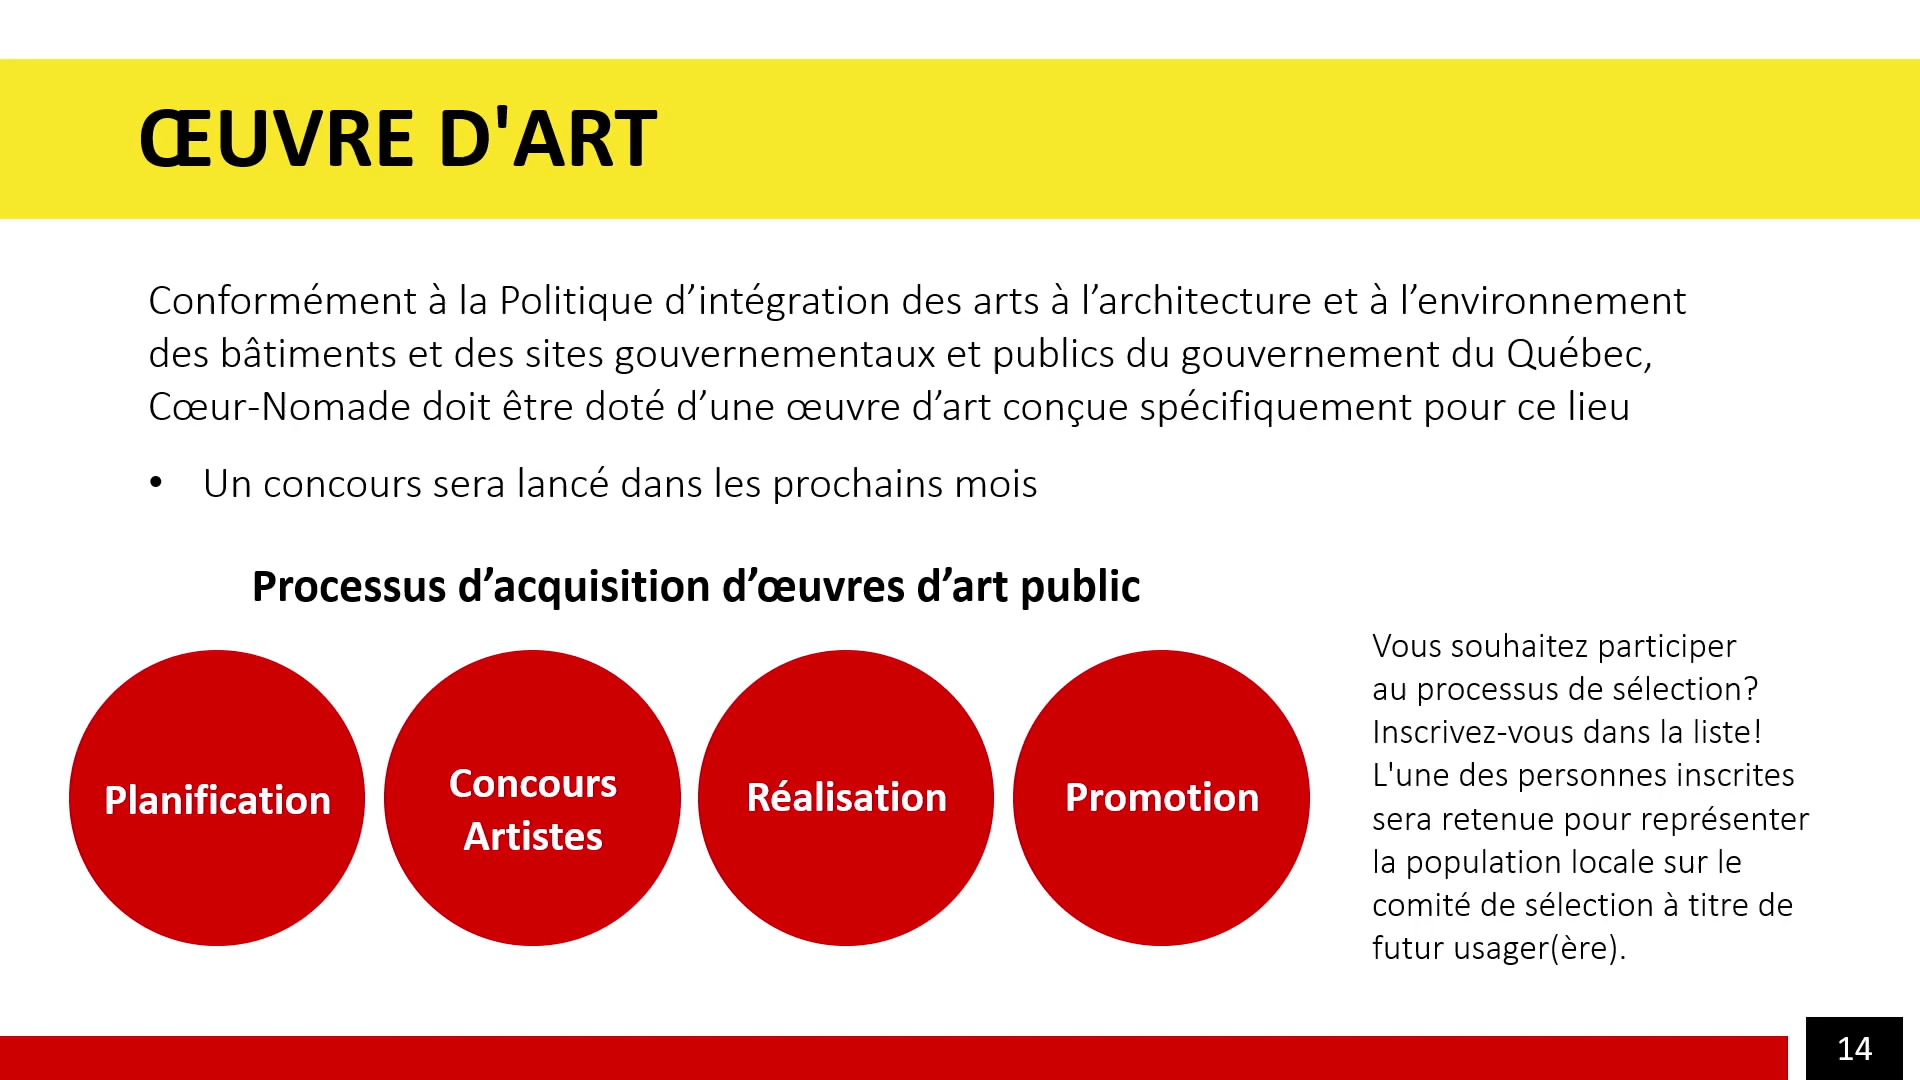 ŒUVRE D'ART
Conformément à la Politique d’intégration des arts à l’architecture et à l’environnement
des bâtiments et des sites gouvernementaux et publics du gouvernement du Québec,
Cœur-Nomade doit être doté d’une œuvre d’art conçue spécifiquement pour ce lieu
• Un concours sera lancé dans les prochains mois
Processus d’acquisition d’œuvres d’art public
Planification
Concours
Artistes
Réalisation
Promotion
Vous souhaitez participer
au processus de sélection?
Inscrivez-vous dans la liste!
L'une des personnes inscrites
sera retenue pour représenter
la population locale sur le
comité de sélection à titre de
futur usager(ère).
14